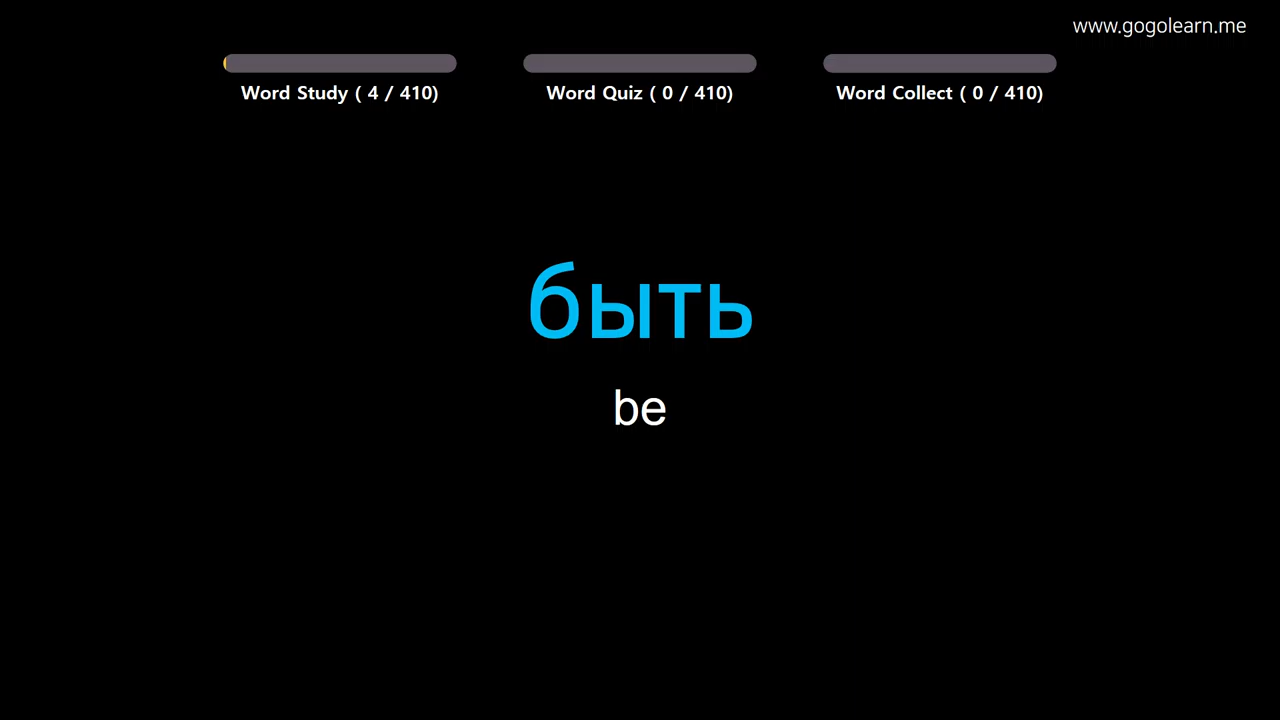 www.gogolearn.me
Word Study ( 4 / 410)
Word Quiz ( 0 / 410)
Word Collect ( 0 / 410)
быть
be